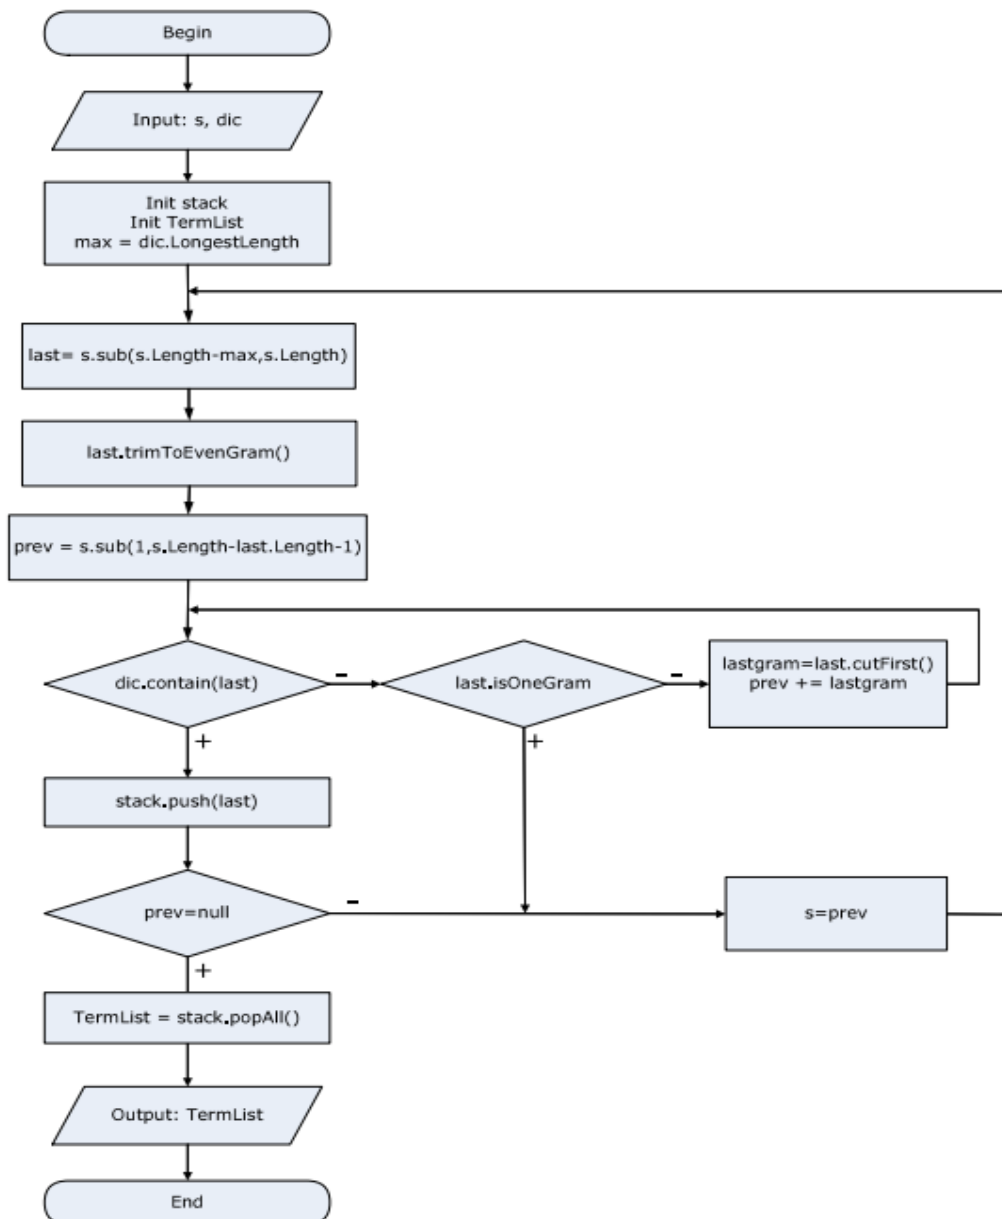 Begin
Input: s, dic
Init stack
Init TermList
max = dic.LongestLength
last= s.sub(s.Length-max,s.Length)
last.trimToEvenGram()
prev = s.sub(1,s.Length-last.Length-1)
dic.contain(last)
-
last.isOneGram
-
lastgram=last.cutFirst()
prev += lastgram
+
+
stack.push(last)
prev=null
-
s=prev
+
TermList = stack.popAll()
Output: TermList
End